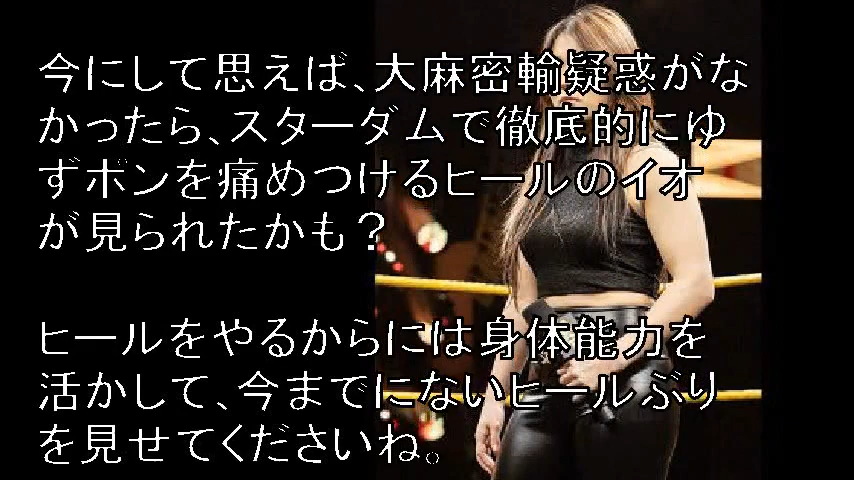 今にして思えば、大麻密輸疑惑がな
かったら、スターダムで徹底的にゆ
ずポンを痛めつけるヒールのイオ
が見られたかも？
ヒールをやるからには身体能力を
活かして、今までにないヒールぶり
を見せてくださいね。